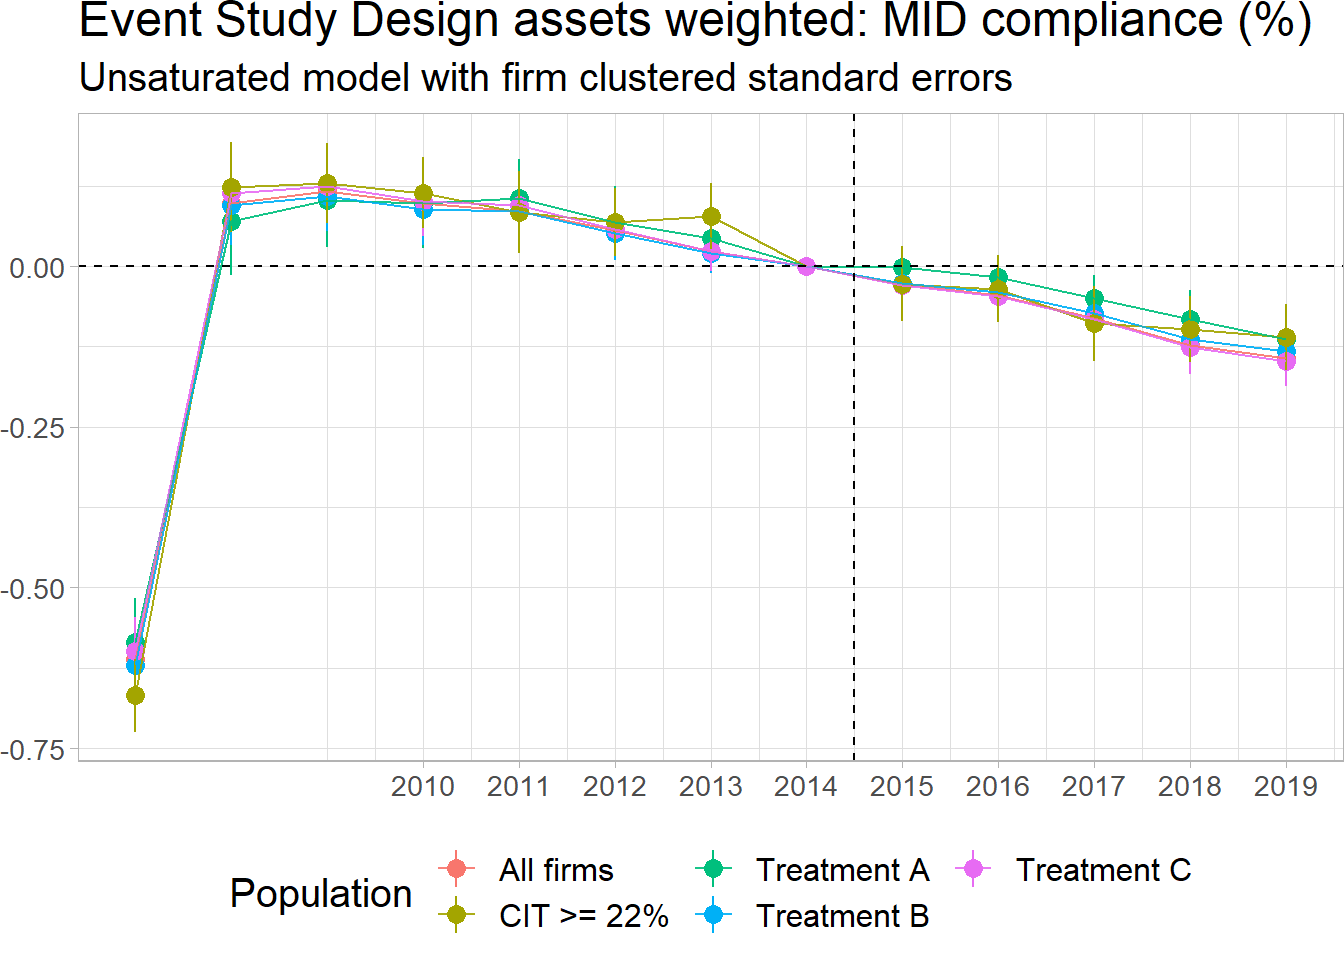 Event Study Design assets weighted: MID compliance (%)
Unsaturated model with firm clustered standard errors
0.00
-0.25
-0.50
-0.75
2010 2011 2012 2013 2014 2015 2016 2017 2018 2019
Population
All firms
Treatment A
Treatment C
CIT >= 22%
Treatment B